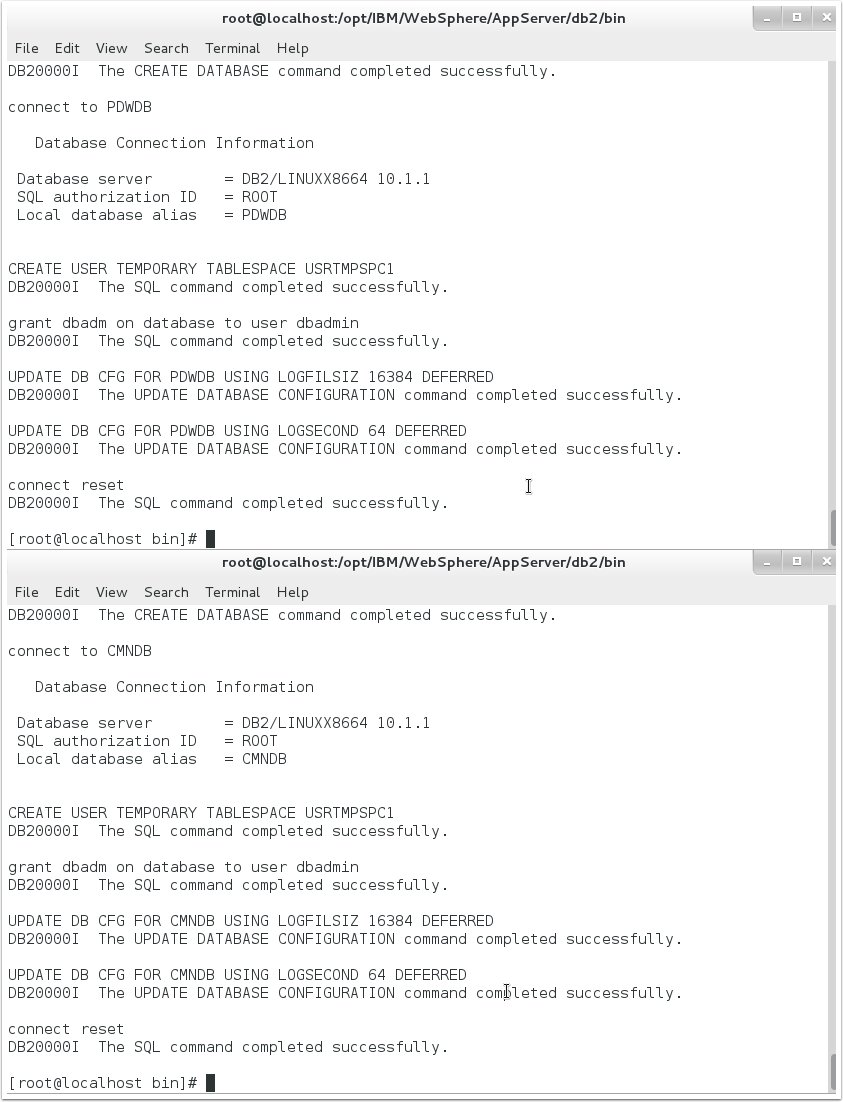 root@localhost:/opt/IBM/WebSphere/AppServer/db2/bin
File Edit View Search Terminal Help
DB20000I  The CREATE DATABASE command completed successfully.
connect to PDWDB
Database Connection Information
Database server        = DB2/LINUXX8664 10.1.1
SQL authorization ID   = ROOT
Local database alias   = PDWDB
CREATE USER TEMPORARY TABLESPACE USRTMPSPC1
DB20000I  The SQL command completed successfully.
grant dbadm on database to user dbadmin
DB20000I  The SQL command completed successfully.
UPDATE DB CFG FOR PDWDB USING LOGFILSIZ 16384 DEFERRED
DB20000I  The UPDATE DATABASE CONFIGURATION command completed successfully.
UPDATE DB CFG FOR PDWDB USING LOGSECOND 64 DEFERRED
DB20000I  The UPDATE DATABASE CONFIGURATION command completed successfully.
connect reset
DB20000I  The SQL command completed successfully.
[root@localhost bin]#
root@localhost:/opt/IBM/WebSphere/AppServer/db2/bin
File Edit View Search Terminal Help
DB20000I  The CREATE DATABASE command completed successfully.
connect to CMNDB
Database Connection Information
Database server        = DB2/LINUXX8664 10.1.1
SQL authorization ID   = ROOT
Local database alias   = CMNDB
CREATE USER TEMPORARY TABLESPACE USRTMPSPC1
DB20000I  The SQL command completed successfully.
grant dbadm on database to user dbadmin
DB20000I  The SQL command completed successfully.
UPDATE DB CFG FOR CMNDB USING LOGFILSIZ 16384 DEFERRED
DB20000I  The UPDATE DATABASE CONFIGURATION command completed successfully.
UPDATE DB CFG FOR CMNDB USING LOGSECOND 64 DEFERRED
DB20000I  The UPDATE DATABASE CONFIGURATION command completed successfully.
connect reset
DB20000I  The SQL command completed successfully.
[root@localhost bin]#